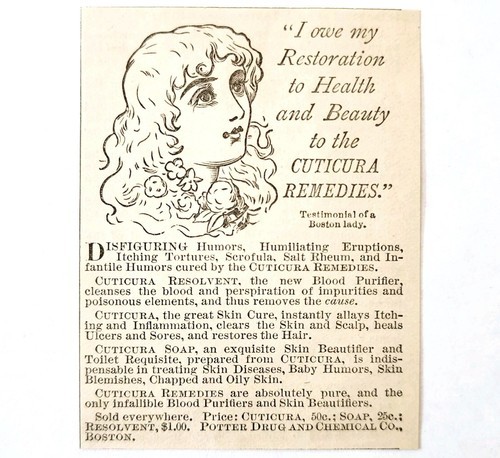 "I owe my
Restoration
to Health
and Beauty
to the
CUTICURA
REMEDIES."
Testimonial of a
Boston lady.
DISFIGURING Humors, Humiliating Eruptions,
Itching Tortures, Scrofula, Salt Rheum, and In-
fantile Humors cured by the CUTICURA REMEDIES.
CUTICURA RESOLVENT, the new Blood Purifier,
cleanses the blood and perspiration of impurities and
poisonous elements, and thus removes the cause.
CUTICURA, the great Skin Cure, instantly allays Itch-
ing and Inflammation, clears the Skin and Scalp, heals
Ulcers and Sores, and restores the Hair.
CUTICURA SOAP, an exquisite Skin Beautifier and
Toilet Requisite, prepared from CUTICURA, is indis-
pensable in treating Skin Diseases, Baby Humors, Skin
Blemishes, Chapped and Oily Skin.
CUTICURA REMEDIES are absolutely pure, and the
only infallible Blood Purifiers and Skin Beautifiers.
Sold everywhere. Price: CUTICURA, 50c.; SOAP, 25c.;
RESOLVENT, $1.00. POTTER DRUG AND CHEMICAL CO.,
BOSTON.